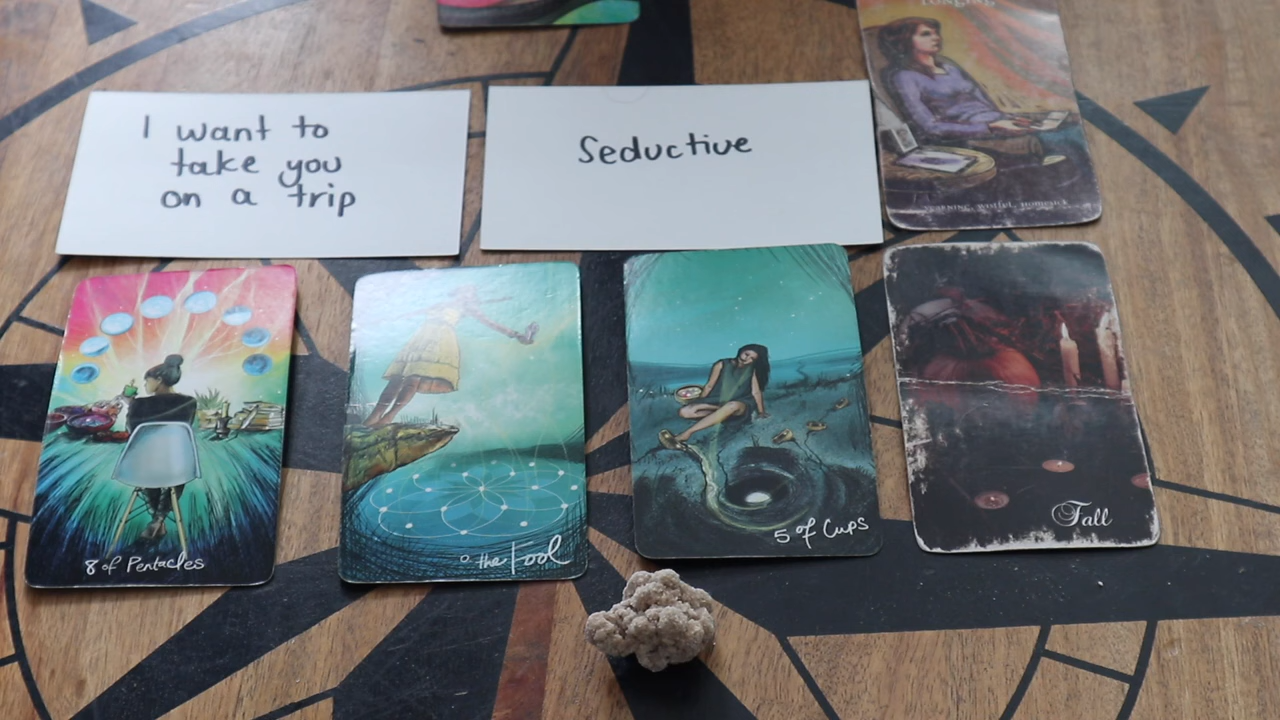 I want to
take you
on a trip
Seductive
8 of Pentacles
0 the Fool
5 of Cups
Fall